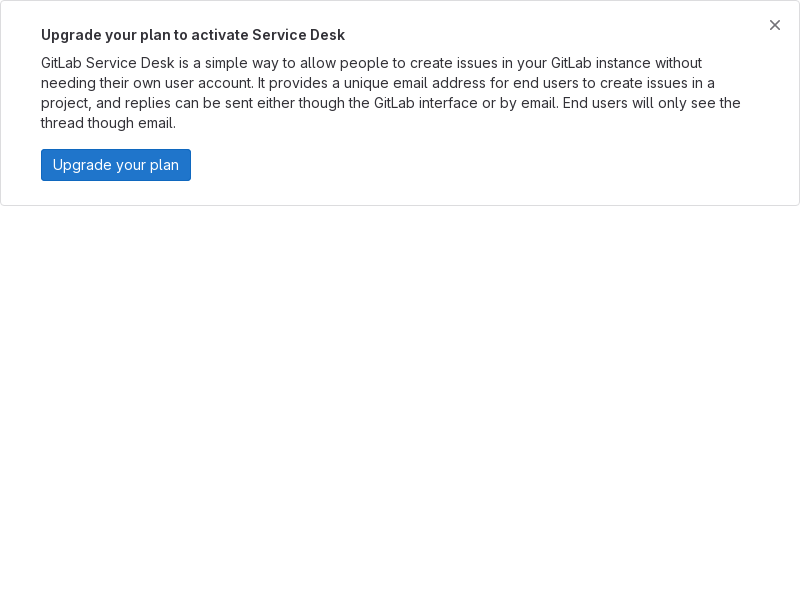 Upgrade your plan to activate Service Desk
GitLab Service Desk is a simple way to allow people to create issues in your GitLab instance without
needing their own user account. It provides a unique email address for end users to create issues in a
project, and replies can be sent either though the GitLab interface or by email. End users will only see the
thread though email.
Upgrade your plan